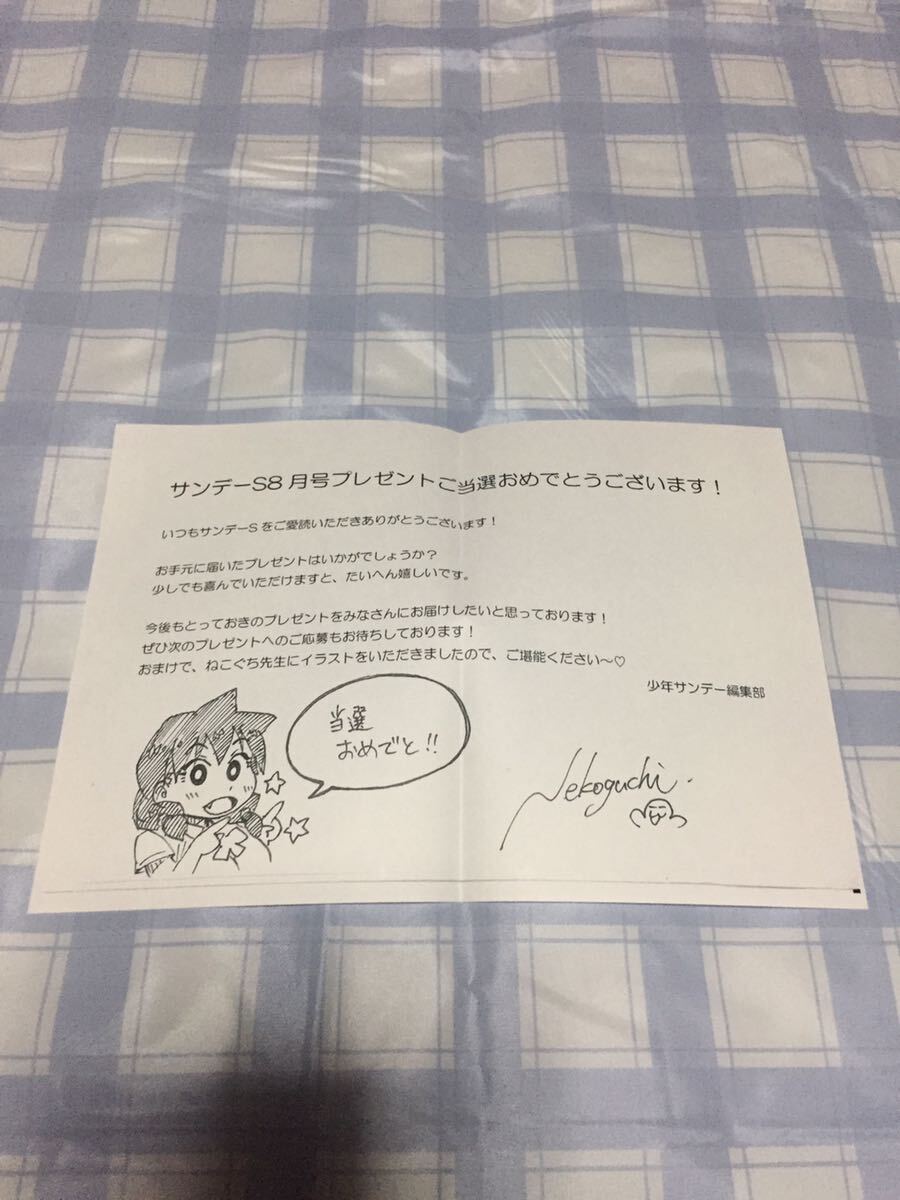 サンデーS8月号プレゼントご当選おめでとうございます！
いつもサンデーSをご愛読いただきありがとうございます！
お手元に届いたプレゼントはいかがでしょうか？
少しでも喜んでいただけますと、たいへん嬉しいです。
今後もとっておきのプレゼントをみなさんにお届けしたいと思っております！
ぜひ次のプレゼントへのご応募もお待ちしております！
おまけで、ねこぐち先生にイラストをいただきましたので、ご堪能ください～♡
少年サンデー編集部
当選
おめでと!!
Nekoguchi.